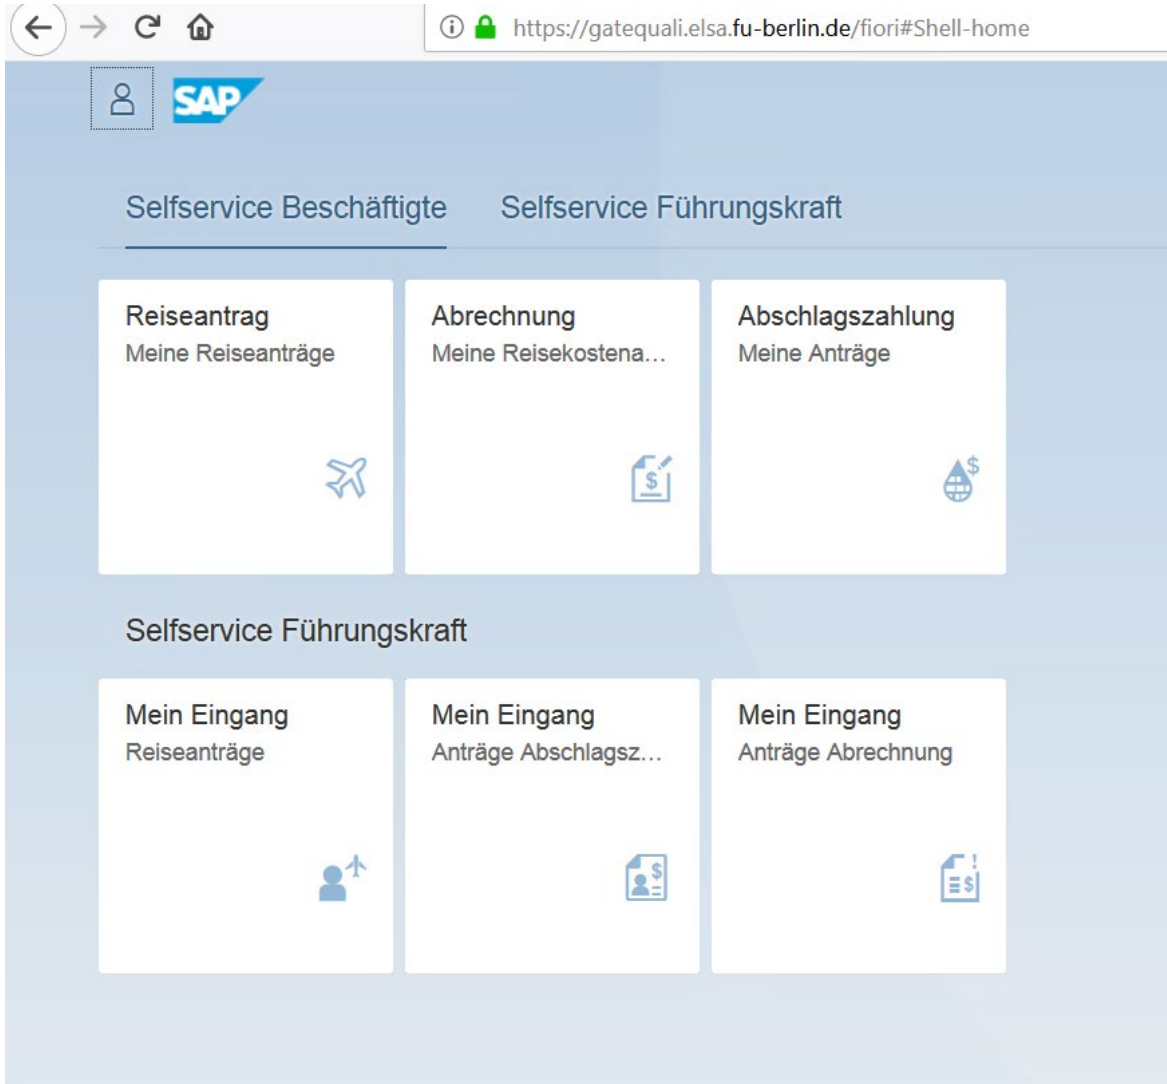 https://gatequali.elsa.fu-berlin.de/fiori#Shell-home
SAP
Selfservice Beschäftigte Selfservice Führungskraft
Reiseantrag
Meine Reiseanträge
Abrechnung
Meine Reisekostena...
Abschlagszahlung
Meine Anträge
Selfservice Führungskraft
Mein Eingang
Reiseanträge
Mein Eingang
Anträge Abschlagsz...
Mein Eingang
Anträge Abrechnung